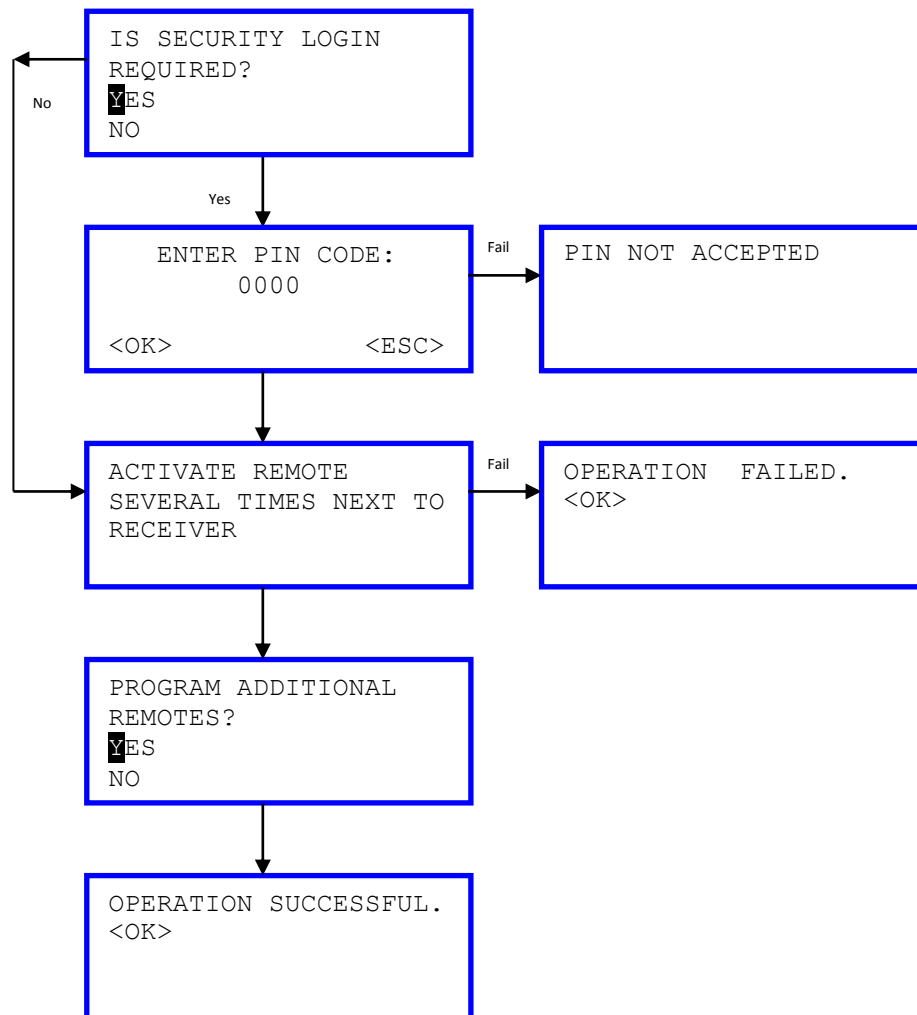 IS SECURITY LOGIN
REQUIRED?
YES
NO
No
Yes
ENTER PIN CODE:
0000
<OK> <ESC>
Fail
PIN NOT ACCEPTED
ACTIVATE REMOTE
SEVERAL TIMES NEXT TO
RECEIVER
Fail
OPERATION FAILED.
<OK>
PROGRAM ADDITIONAL
REMOTES?
YES
NO
OPERATION SUCCESSFUL.
<OK>